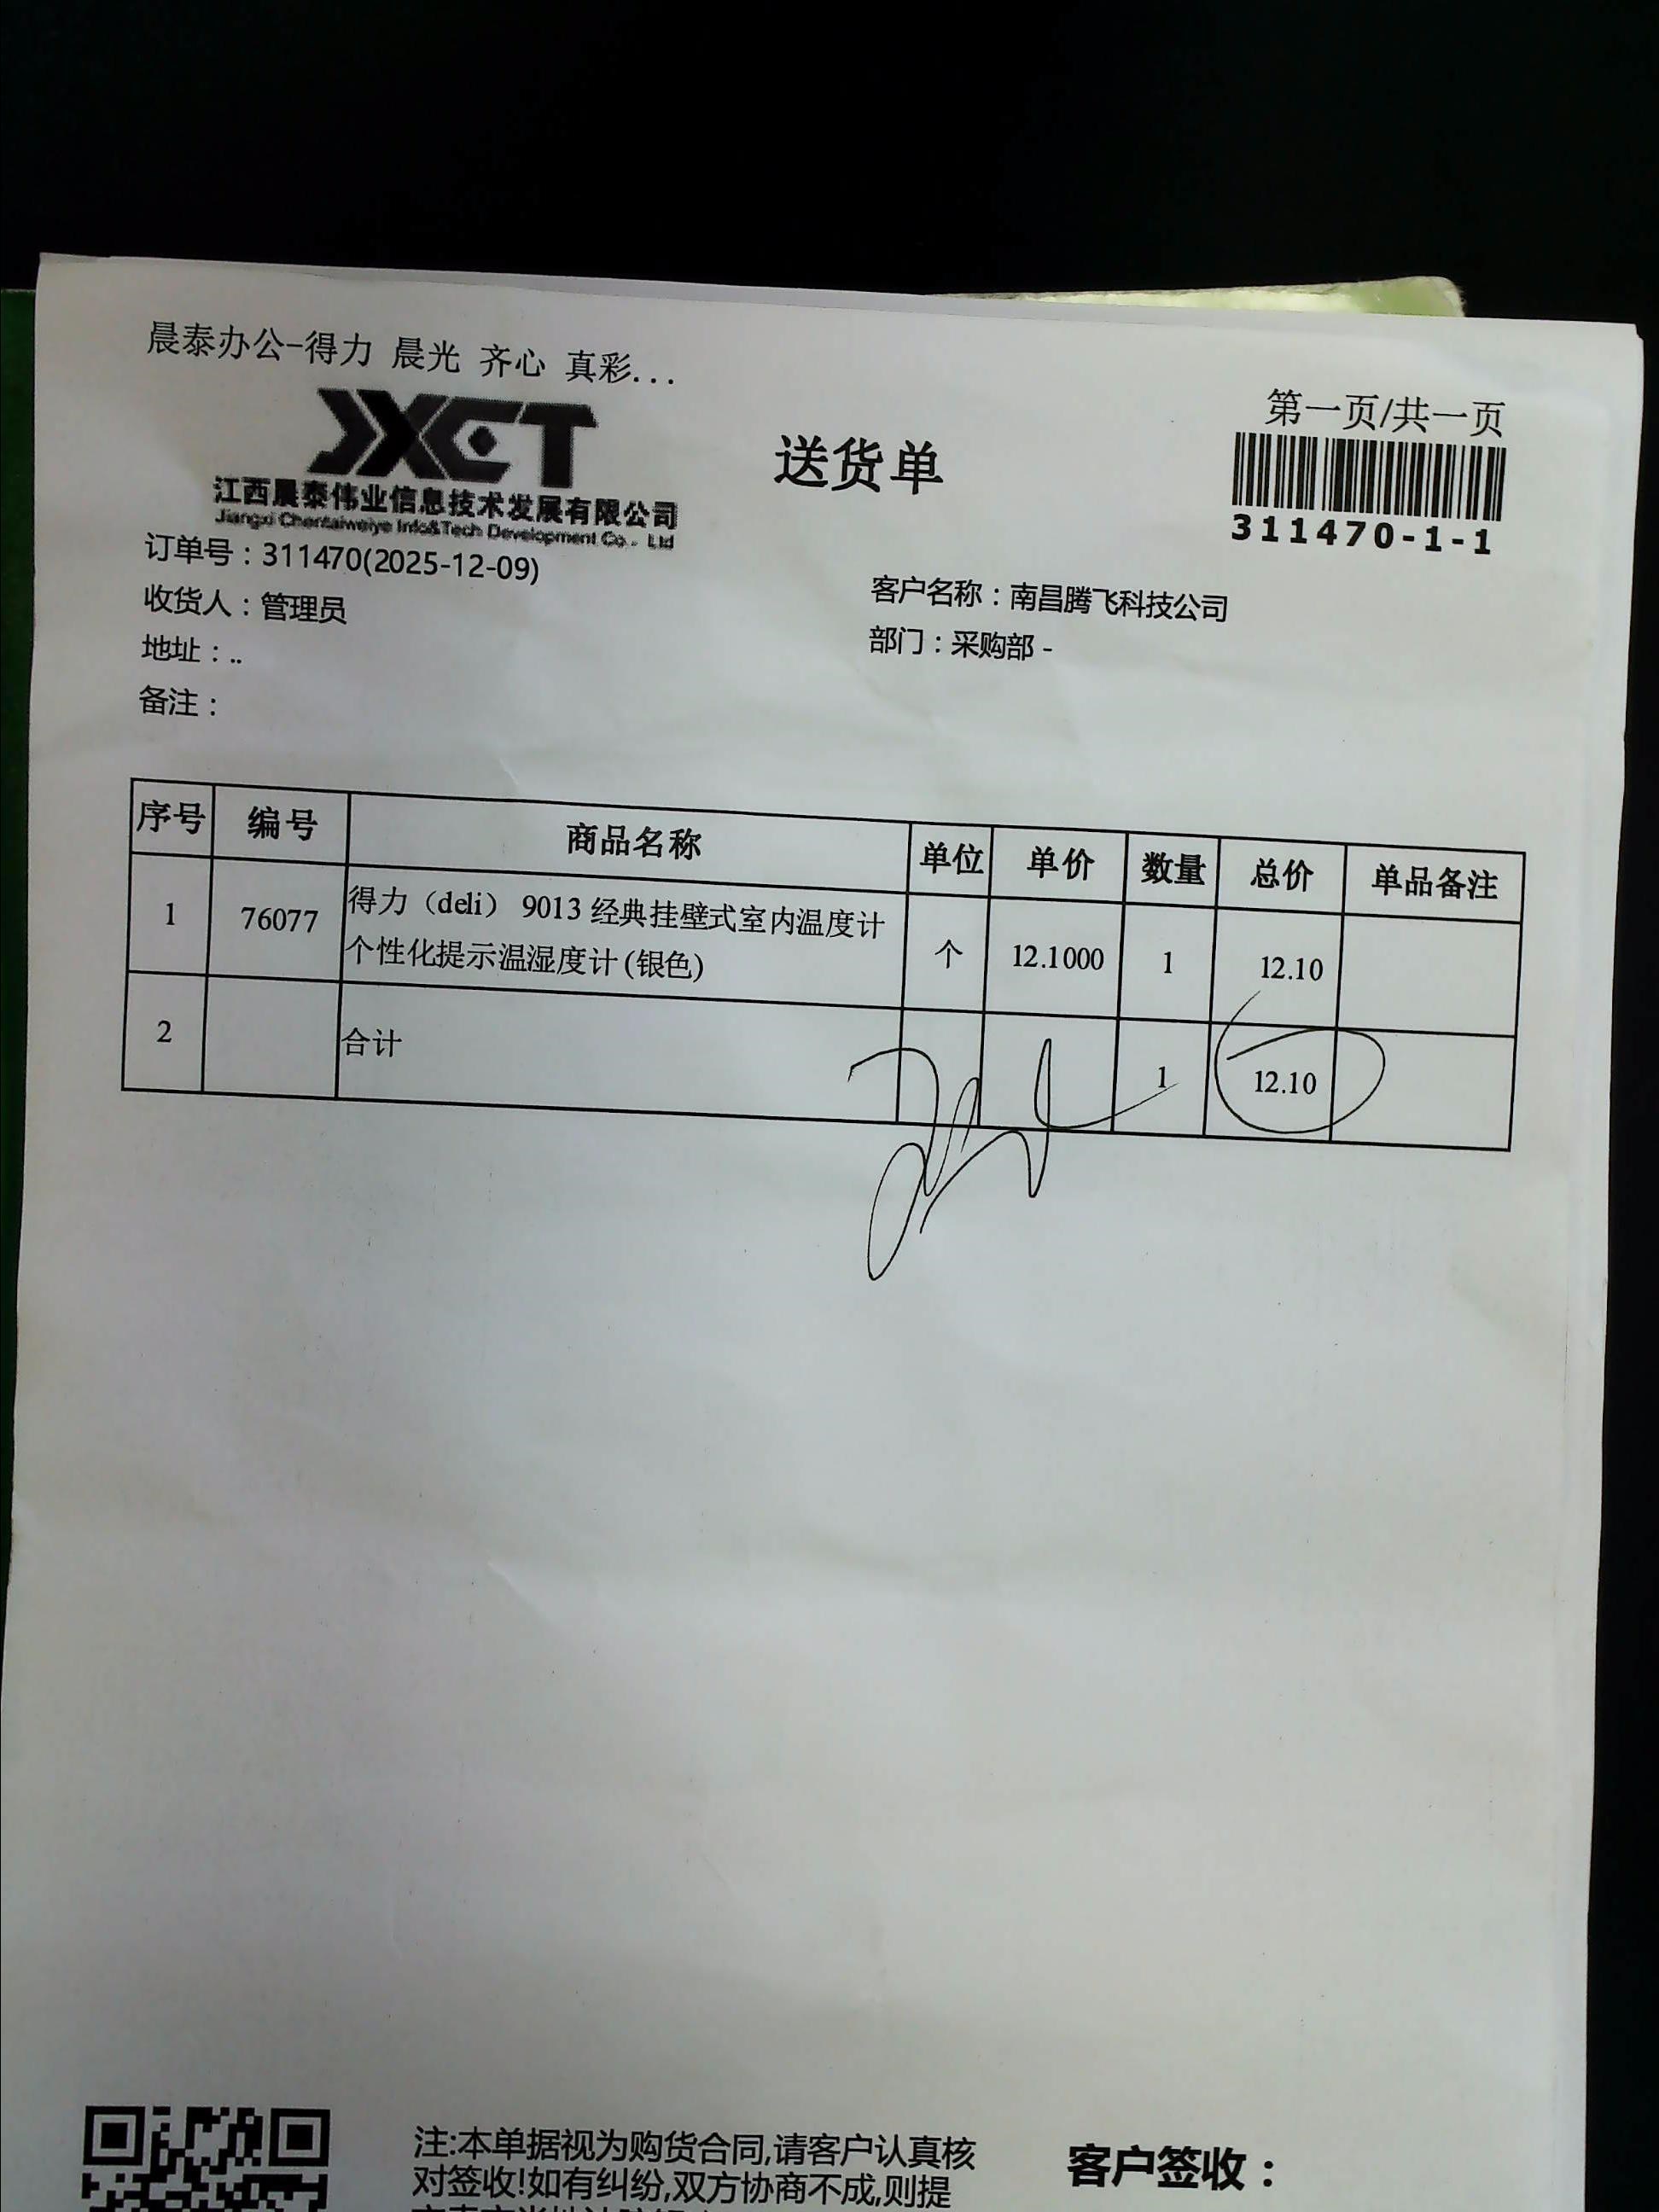 晨泰办公-得力 晨光 齐心 真彩...
JXCT
江西晨泰伟业信息技术发展有限公司
Jiangxi Chentaiweiye Info&Tech Development Co., Ltd
送货单
第一页/共一页
311470-1-1
订单号：311470(2025-12-09)
收货人：管理员
客户名称：南昌腾飞科技公司
地址：..
部门：采购部 -
备注：
序号 编号 商品名称 单位 单价 数量 总价 单品备注
1 76077 得力（deli） 9013 经典挂壁式室内温度计 个 12.1000 1 12.10
个性化提示温湿度计(银色)
2 合计 1 12.10
注:本单据视为购货合同,请客户认真核
对签收!如有纠纷,双方协商不成,则提
客户签收：